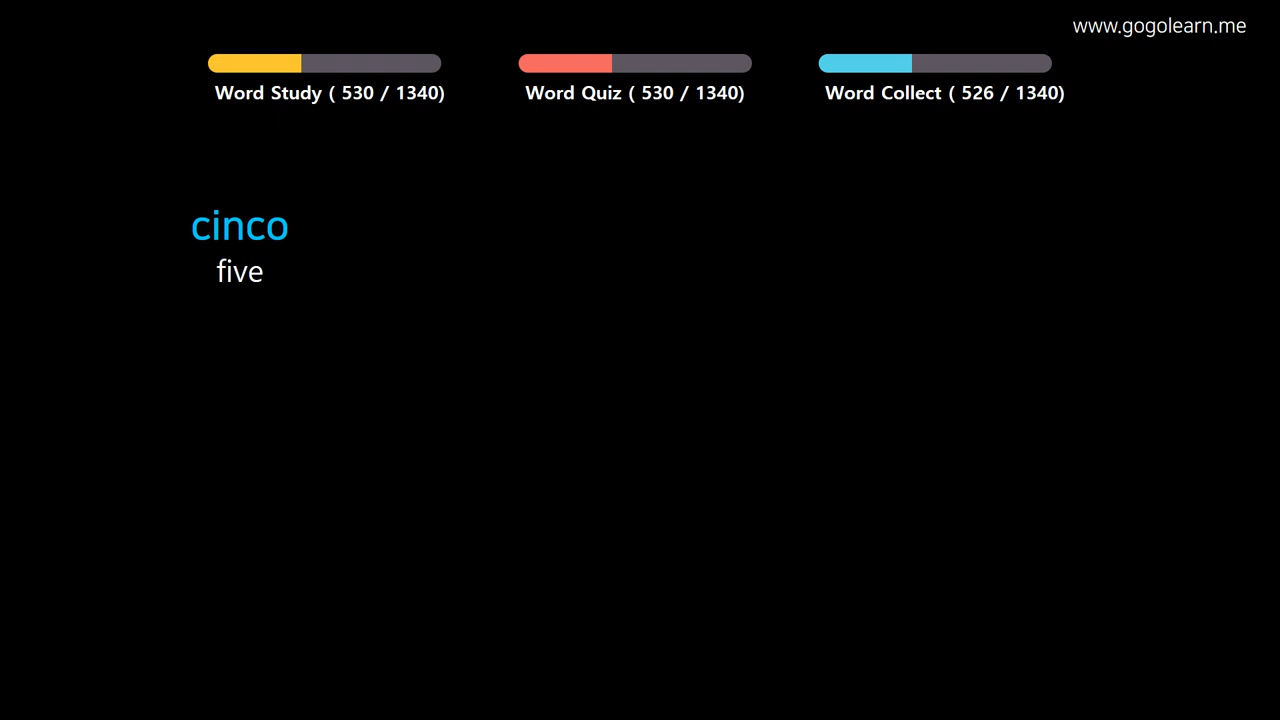 www.gogolearn.me
Word Study ( 530 / 1340)
Word Quiz ( 530 / 1340)
Word Collect ( 526 / 1340)
cinco
five